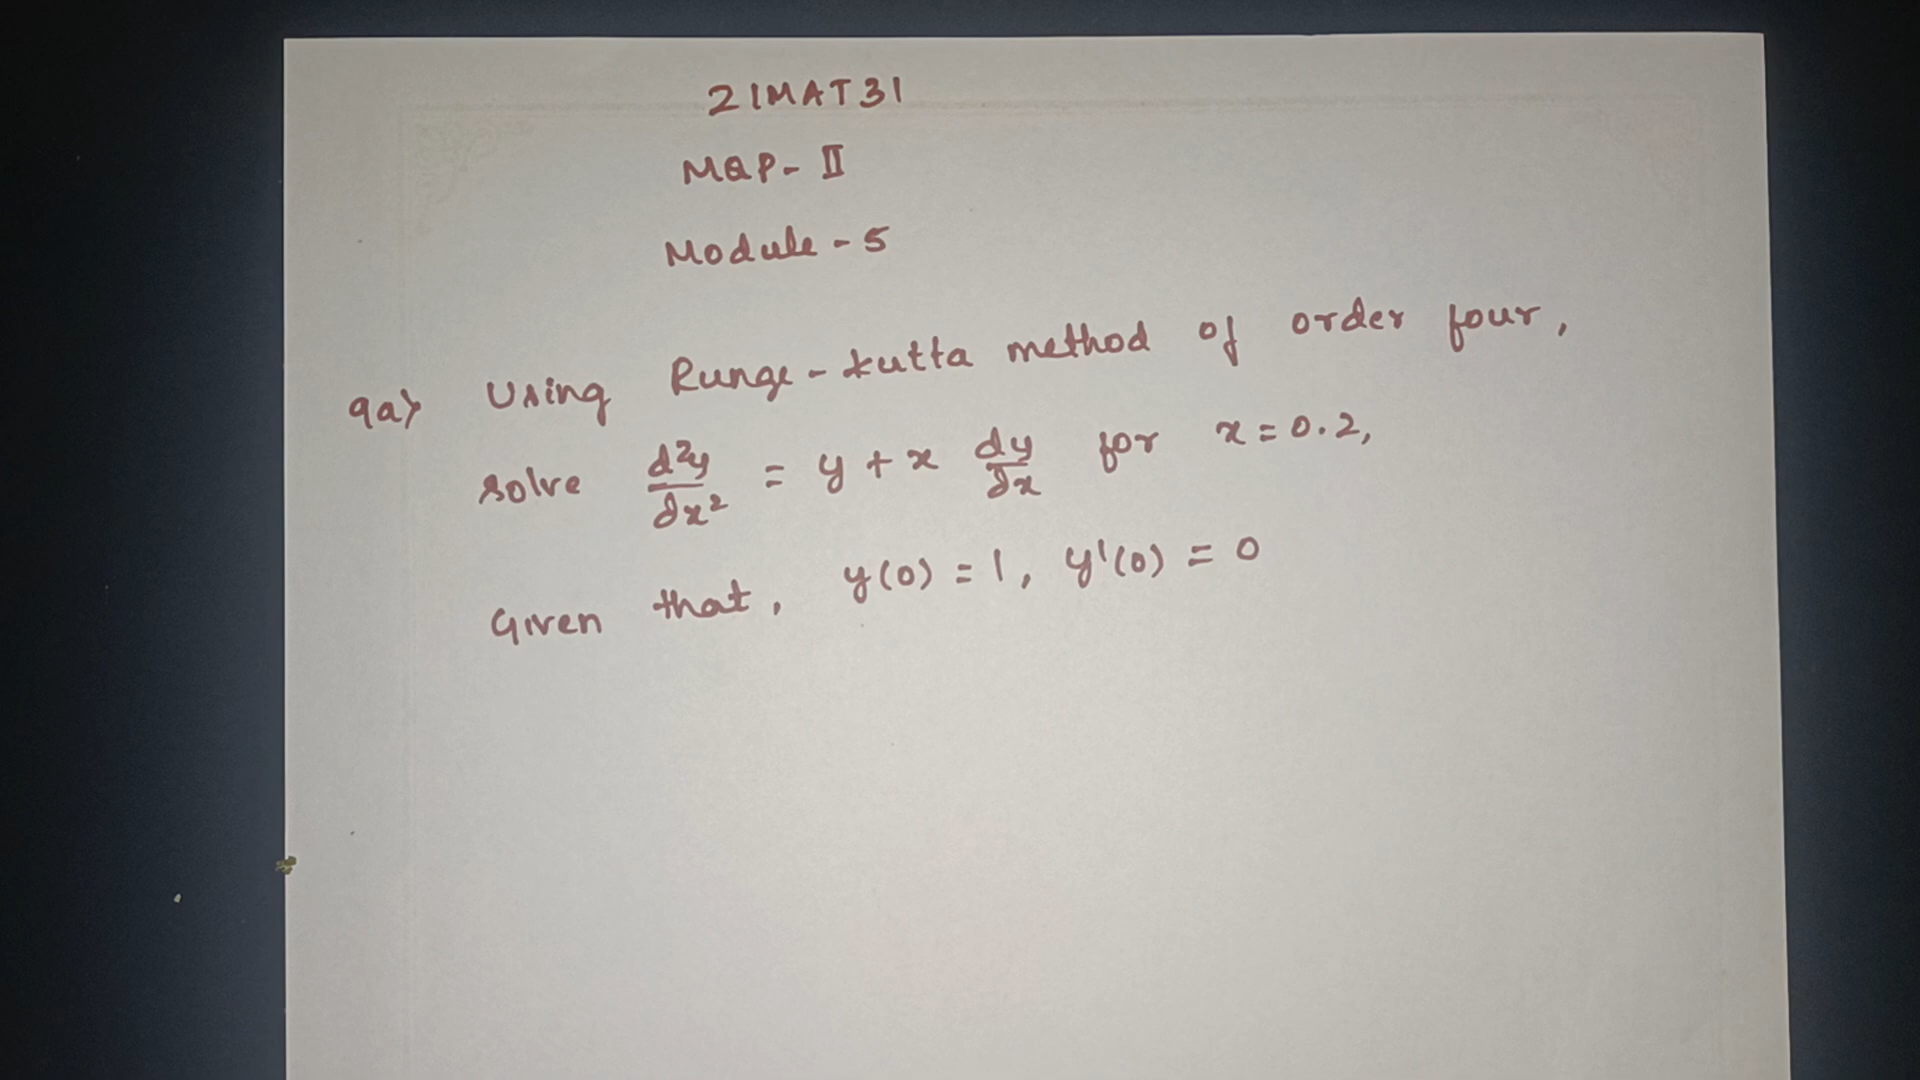 21MAT31
MQP- II
Module - 5
9a) Using Runge - kutta method of order four,
solve d²y/dx² = y + x dy/dx for x = 0.2,
Given that, y(0) = 1, y'(0) = 0